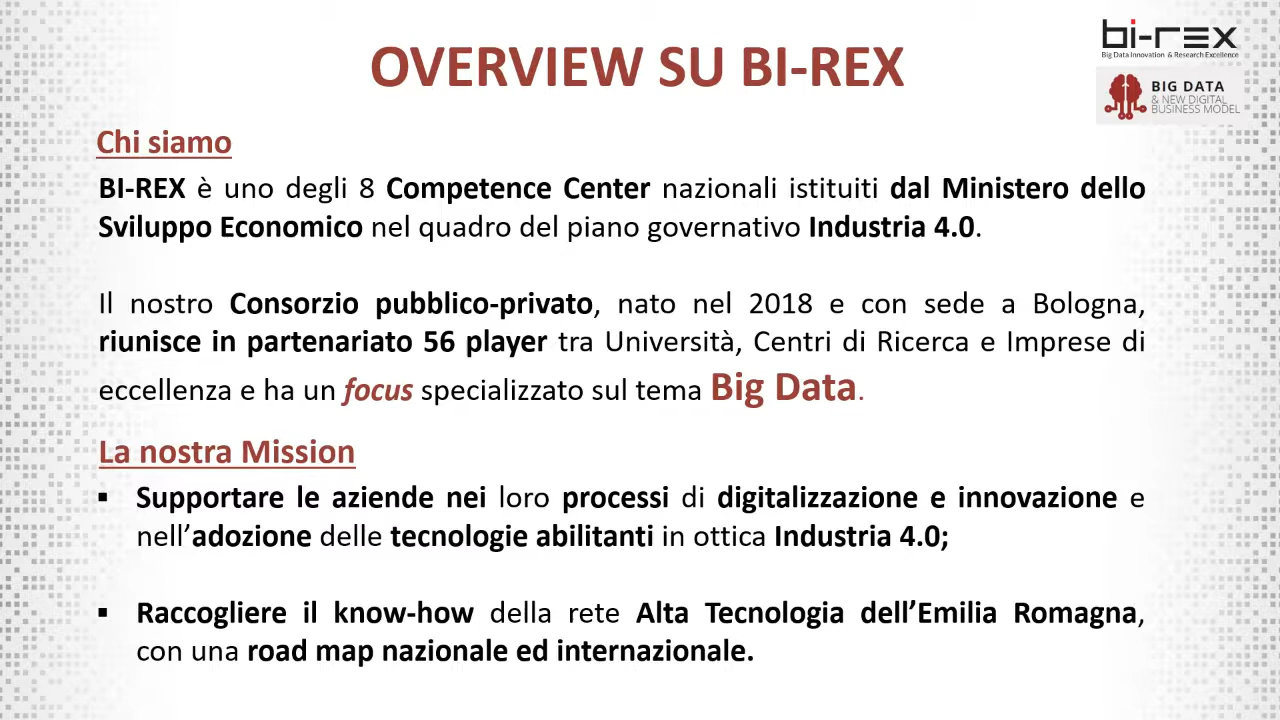 OVERVIEW SU BI-REX
bi-rex
Big Data Innovation & Research Excellence
BIG DATA
& NEW DIGITAL
BUSINESS MODEL
Chi siamo
BI-REX è uno degli 8 Competence Center nazionali istituiti dal Ministero dello
Sviluppo Economico nel quadro del piano governativo Industria 4.0.
Il nostro Consorzio pubblico-privato, nato nel 2018 e con sede a Bologna,
riunisce in partenariato 56 player tra Università, Centri di Ricerca e Imprese di
eccellenza e ha un focus specializzato sul tema Big Data.
La nostra Mission
▪ Supportare le aziende nei loro processi di digitalizzazione e innovazione e
nell’adozione delle tecnologie abilitanti in ottica Industria 4.0;
▪ Raccogliere il know-how della rete Alta Tecnologia dell’Emilia Romagna,
con una road map nazionale ed internazionale.